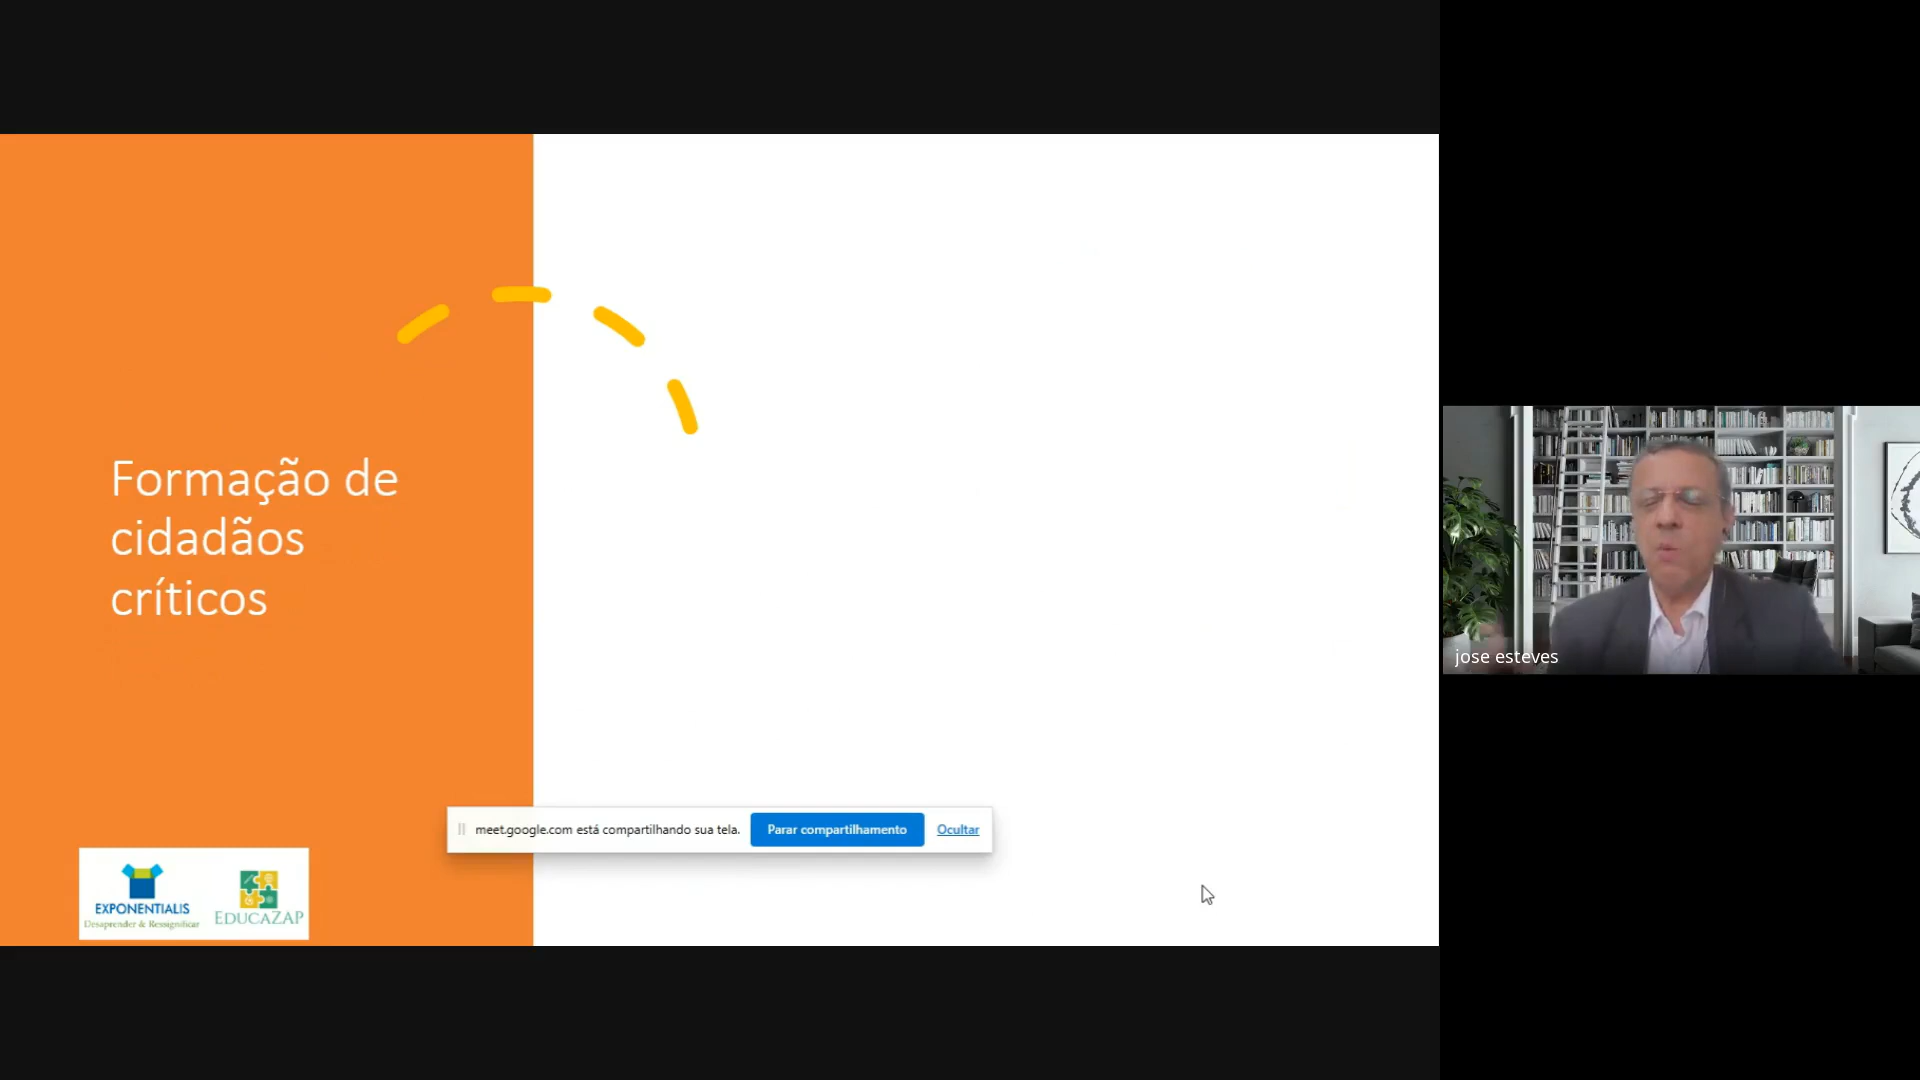 Formação de
cidadãos
críticos
meet.google.com está compartilhando sua tela. Parar compartilhamento Ocultar
EXPONENTIALIS
Desaprender & Ressignificar
EDUCAZAP
jose esteves